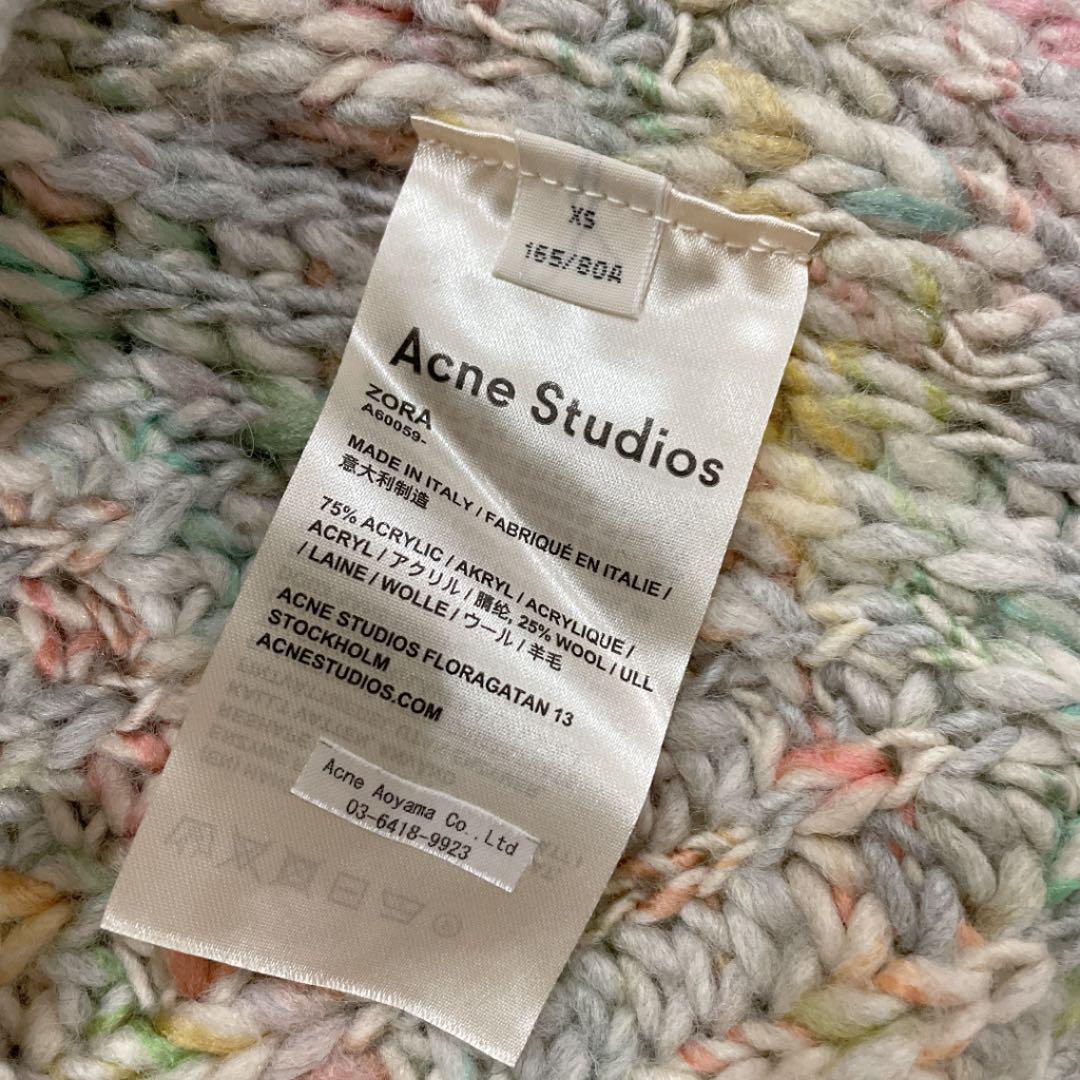 XS
165/80A
Acne Studios
ZORA
A60059-
MADE IN ITALY / FABRIQUÉ EN ITALIE /
意大利制造
75% ACRYLIC / AKRYL / ACRYLIQUE /
ACRYL / アクリル / 腈纶, 25% WOOL / ULL
/ LAINE / WOLLE / ウール / 羊毛
ACNE STUDIOS FLORAGATAN 13
STOCKHOLM
ACNESTUDIOS.COM
Acne Aoyama Co.,Ltd
03-6418-9923